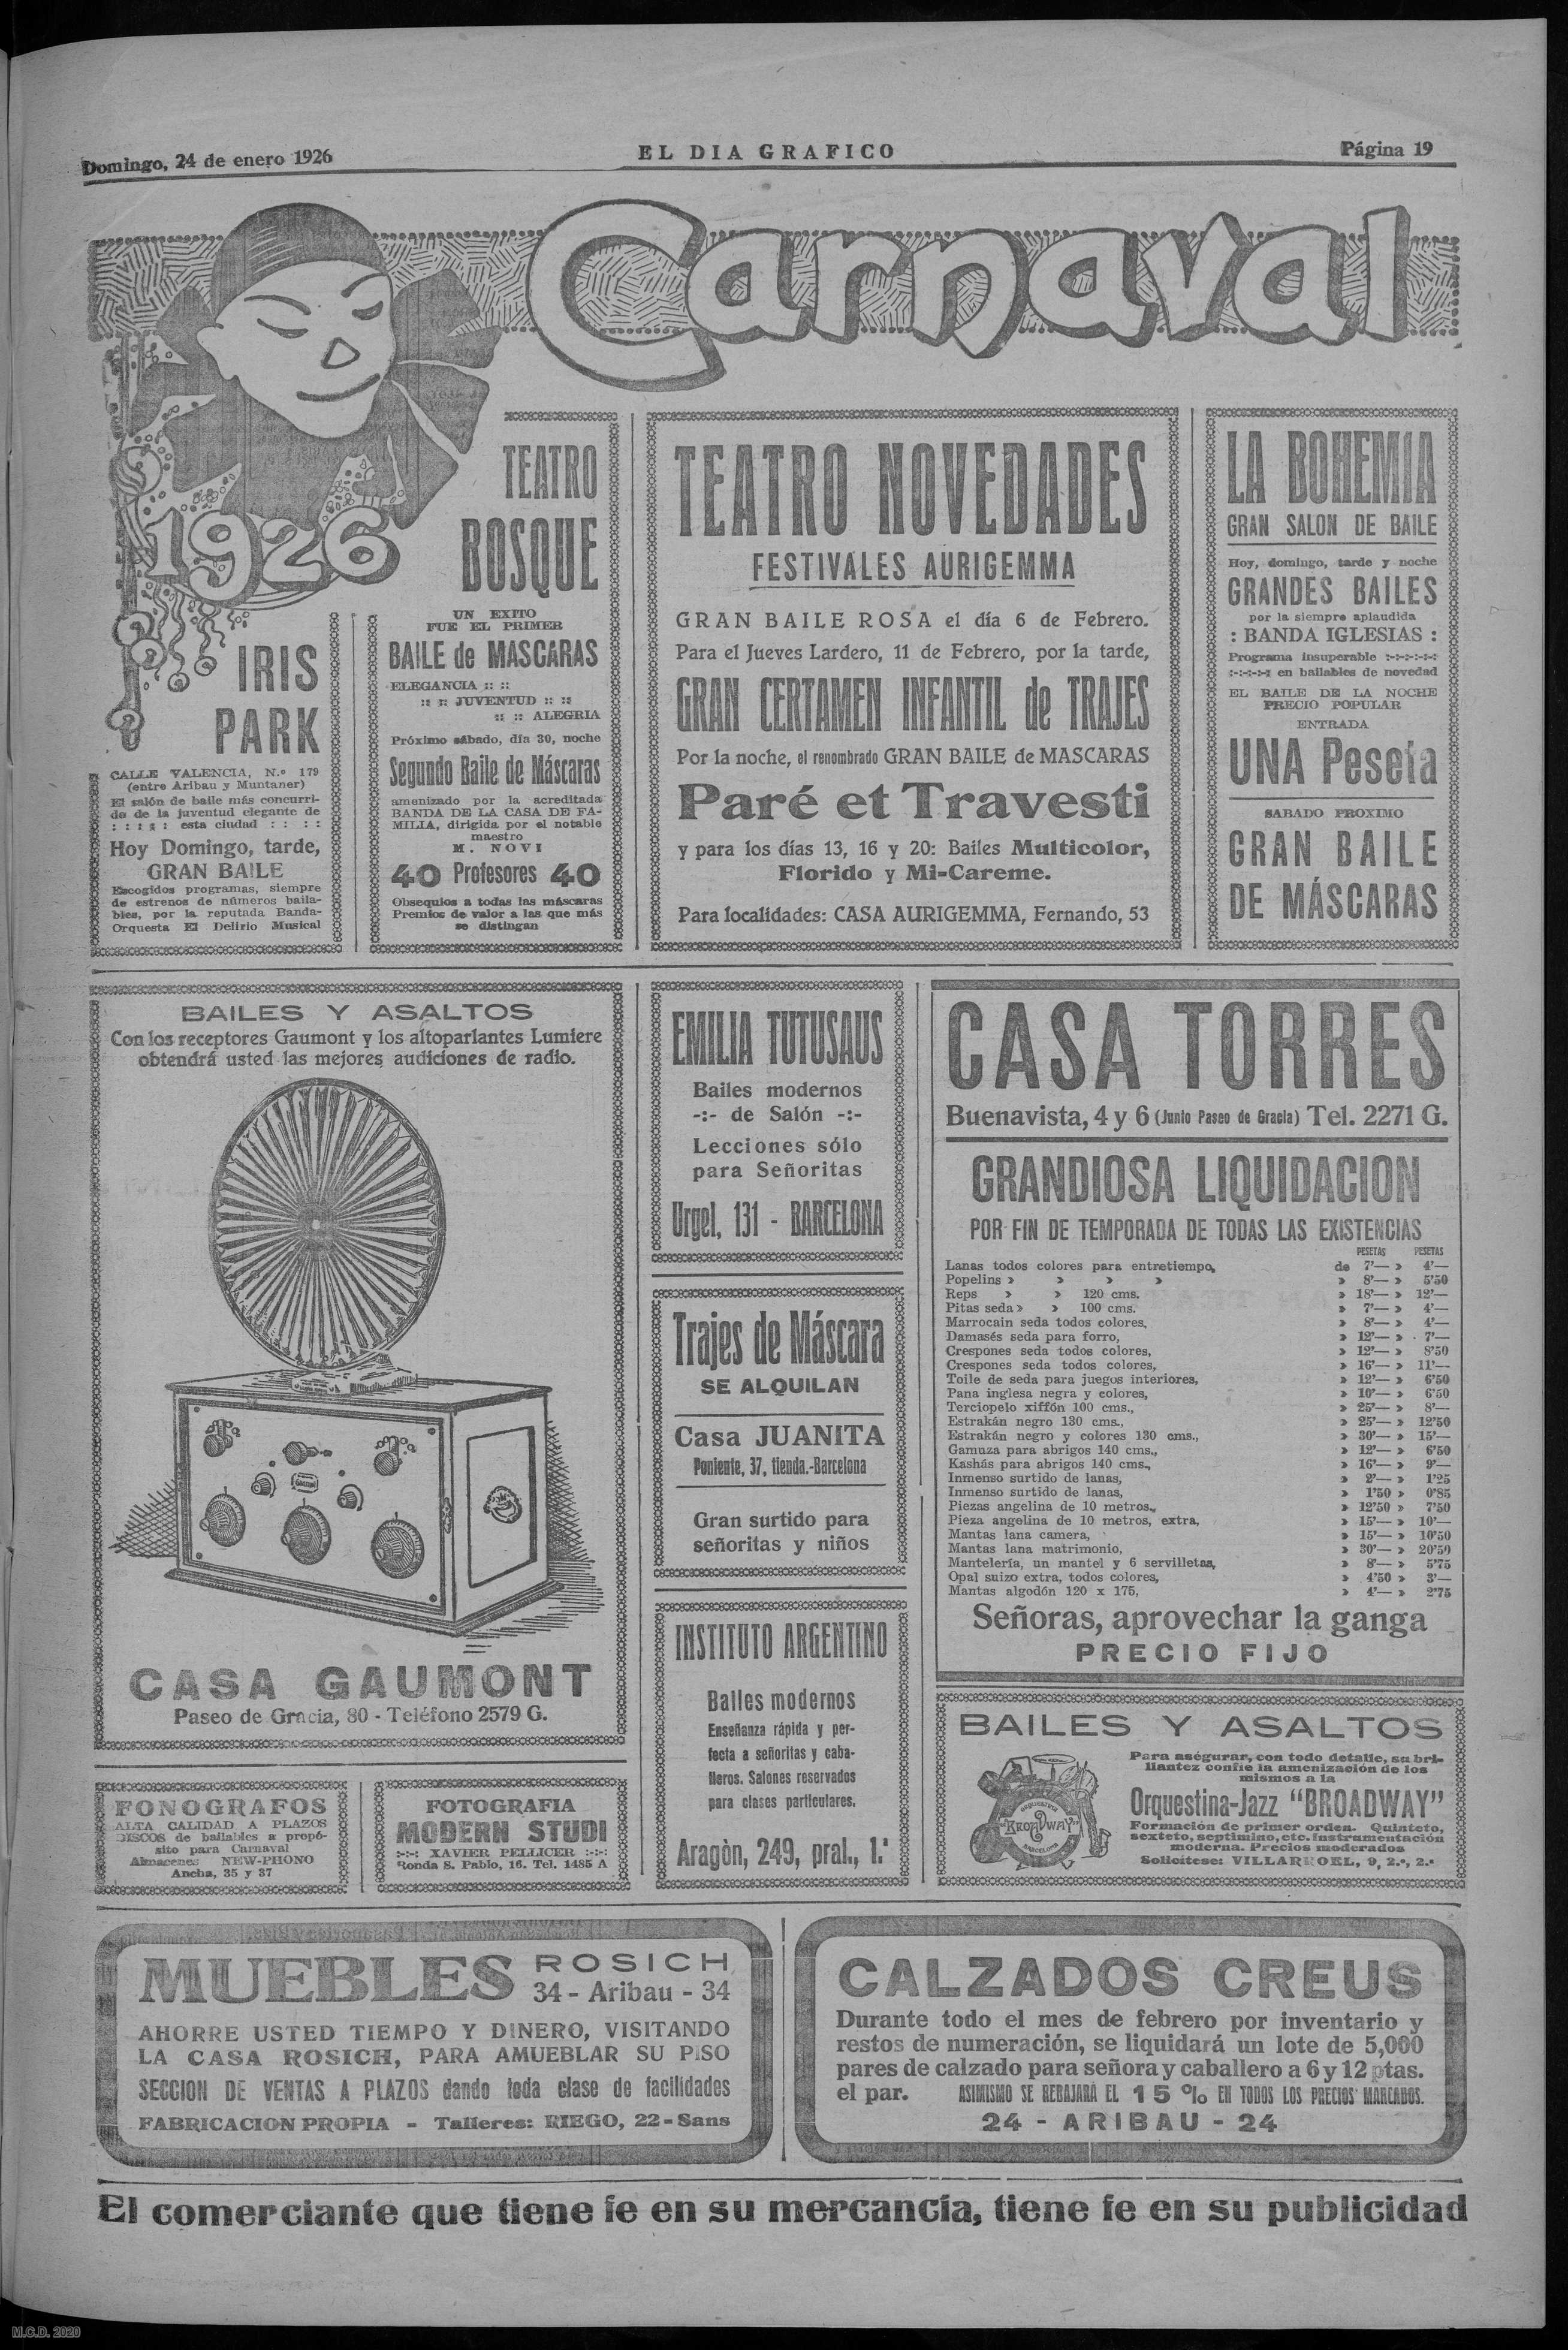 Domingo, 24 de enero 1926
EL DIA GRAFICO
Página 19
Carnaval
1926
IRIS
PARK
CALLE VALENCIA, N.º 179
(entre Aribau y Muntaner)
El salón de baile más concurri-
do de la juventud elegante de
: : : : : esta ciudad : : : :
Hoy Domingo, tarde,
GRAN BAILE
Escogidos programas, siempre
de estrenos de números baila-
bles, por la reputada Banda-
Orquesta El Delirio Musical
TEATRO
BOSQUE
UN EXITO
FUE EL PRIMER
BAILE de MASCARAS
ELEGANCIA :: ::
:: :: JUVENTUD :: ::
:: :: ALEGRIA
Próximo sábado, día 30, noche
Segundo Baile de Máscaras
amenizado por la acreditada
BANDA DE LA CASA DE FA-
MILIA, dirigida por el notable
maestro
M. NOVI
40 Profesores 40
Obsequios a todas las máscaras
Premios de valor a las que más
se distingan
TEATRO NOVEDADES
FESTIVALES AURIGEMMA
GRAN BAILE ROSA el día 6 de Febrero.
Para el Jueves Lardero, 11 de Febrero, por la tarde,
GRAN CERTAMEN INFANTIL de TRAJES
Por la noche, el renombrado GRAN BAILE de MASCARAS
Paré et Travesti
y para los días 13, 16 y 20: Bailes Multicolor,
Florido y Mi-Careme.
Para localidades: CASA AURIGEMMA, Fernando, 53
LA BOHEMIA
GRAN SALON DE BAILE
Hoy, domingo, tarde y noche
GRANDES BAILES
por la siempre aplaudida
: BANDA IGLESIAS :
Programa insuperable :-:-:-:-:
:-:-:-:-: en bailables de novedad
EL BAILE DE LA NOCHE
PRECIO POPULAR
ENTRADA
UNA Peseta
SABADO PROXIMO
GRAN BAILE
DE MÁSCARAS
BAILES Y ASALTOS
Con los receptores Gaumont y los altoparlantes Lumiere
obtendrá usted las mejores audiciones de radio.
CASA GAUMONT
Paseo de Gracia, 80 - Teléfono 2579 G.
FONOGRAFOS
ALTA CALIDAD A PLAZOS
DISCOS de bailables a propó-
sito para Carnaval
Almacenes NEW-PHONO
Ancha, 35 y 37
FOTOGRAFIA
MODERN STUDI
:-:-: XAVIER PELLICER :-:-:
Ronda S. Pablo, 16. Tel. 1485 A
EMILIA TUTUSAUS
Bailes modernos
-:- de Salón -:-
Lecciones sólo
para Señoritas
Urgel, 131 - BARCELONA
Trajes de Máscara
SE ALQUILAN
Casa JUANITA
Poniente, 37, tienda.-Barcelona
Gran surtido para
señoritas y niños
INSTITUTO ARGENTINO
Bailes modernos
Enseñanza rápida y per-
fecta a señoritas y caba-
lleros. Salones reservados
para clases particulares.
Aragòn, 249, pral., 1.ª
CASA TORRES
Buenavista, 4 y 6 (Junto Paseo de Gracia) Tel. 2271 G.
GRANDIOSA LIQUIDACION
POR FIN DE TEMPORADA DE TODAS LAS EXISTENCIAS
PESETAS PESETAS
Lanas todos colores para entretiempo, de 7'— » 4'—
Popelins » » » » » 8'— » 5'50
Reps » » 120 cms. » 18'— » 12'—
Pitas seda » » 100 cms. » 7'— » 4'—
Marrocain seda todos colores, » 8'— » 4'—
Damasés seda para forro, » 12'— » 7'—
Crespones seda todos colores, » 12'— » 8'50
Crespones seda todos colores, » 16'— » 11'—
Toile de seda para juegos interiores, » 12'— » 6'50
Pana inglesa negra y colores, » 10'— » 6'50
Terciopelo xiffón 100 cms., » 25'— » 8'—
Estrakán negro 130 cms., » 25'— » 12'50
Estrakán negro y colores 130 cms., » 30'— » 15'—
Gamuza para abrigos 140 cms., » 12'— » 6'50
Kashás para abrigos 140 cms., » 16'— » 9'—
Inmenso surtido de lanas, » 2'— » 1'25
Inmenso surtido de lanas, » 1'50 » 0'85
Piezas angelina de 10 metros., » 12'50 » 7'50
Pieza angelina de 10 metros, extra, » 15'— » 10'—
Mantas lana camera, » 15'— » 10'50
Mantas lana matrimonio, » 30'— » 20'50
Mantelería, un mantel y 6 servilletas, » 8'— » 5'75
Opal suizo extra, todos colores, » 4'50 » 3'—
Mantas algodón 120 x 175, » 4'— » 2'75
Señoras, aprovechar la ganga
PRECIO FIJO
BAILES Y ASALTOS
ORQUESTINA
"BROADWAY"
BARCELONA
Para asegurar, con todo detalle, su bri-
llantez confíe la amenización de los
mismos a la
Orquestina-Jazz "BROADWAY"
Formación de primer orden. Quinteto,
sexteto, septimino, etc. Instrumentación
moderna. Precios moderados
Solicítese: VILLARROEL, 9, 2.º, 2.ª
MUEBLES ROSICH
34 - Aribau - 34
AHORRE USTED TIEMPO Y DINERO, VISITANDO
LA CASA ROSICH, PARA AMUEBLAR SU PISO
SECCION DE VENTAS A PLAZOS dando toda clase de facilidades
FABRICACION PROPIA - Talleres: RIEGO, 22-Sans
CALZADOS CREUS
Durante todo el mes de febrero por inventario y
restos de numeración, se liquidará un lote de 5,000
pares de calzado para señora y caballero a 6 y 12 ptas.
el par. ASIMISMO SE REBAJARÁ EL 15 % EN TODOS LOS PRECIOS MARCADOS.
24 - ARIBAU - 24
El comerciante que tiene fe en su mercancía, tiene fe en su publicidad
M.C.D. 2020